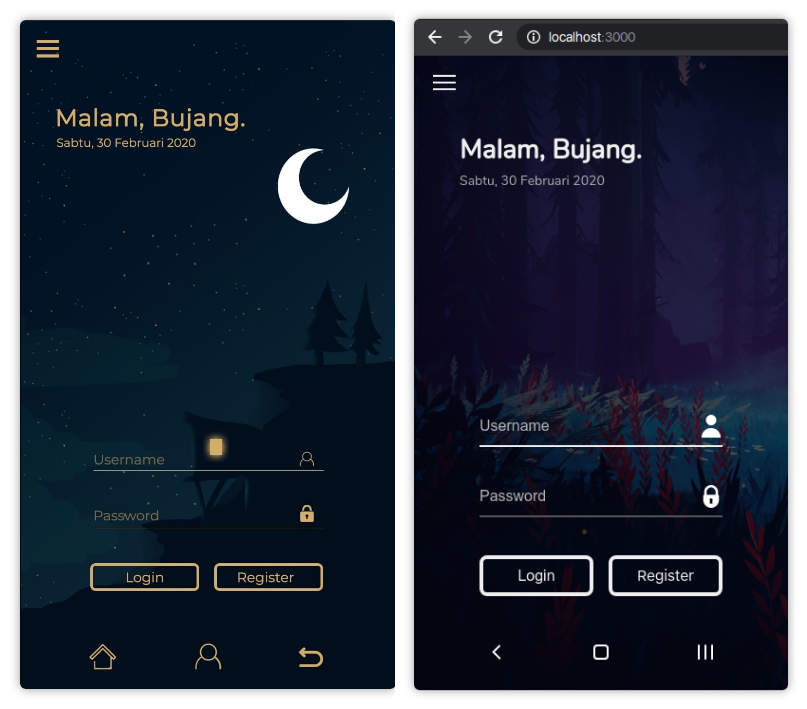 Malam, Bujang.
Sabtu, 30 Februari 2020
Username
Password
Login Register
localhost:3000
Malam, Bujang.
Sabtu, 30 Februari 2020
Username
Password
Login Register